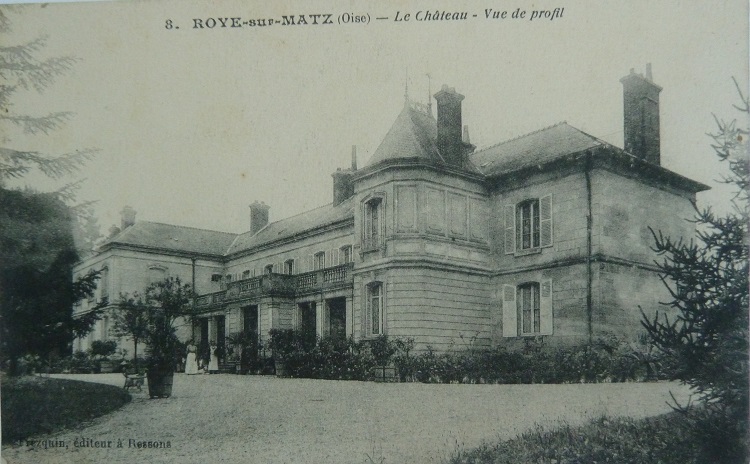 8. ROYE-sur-MATZ (Oise) — Le Château - Vue de profil
éditeur à Ressons